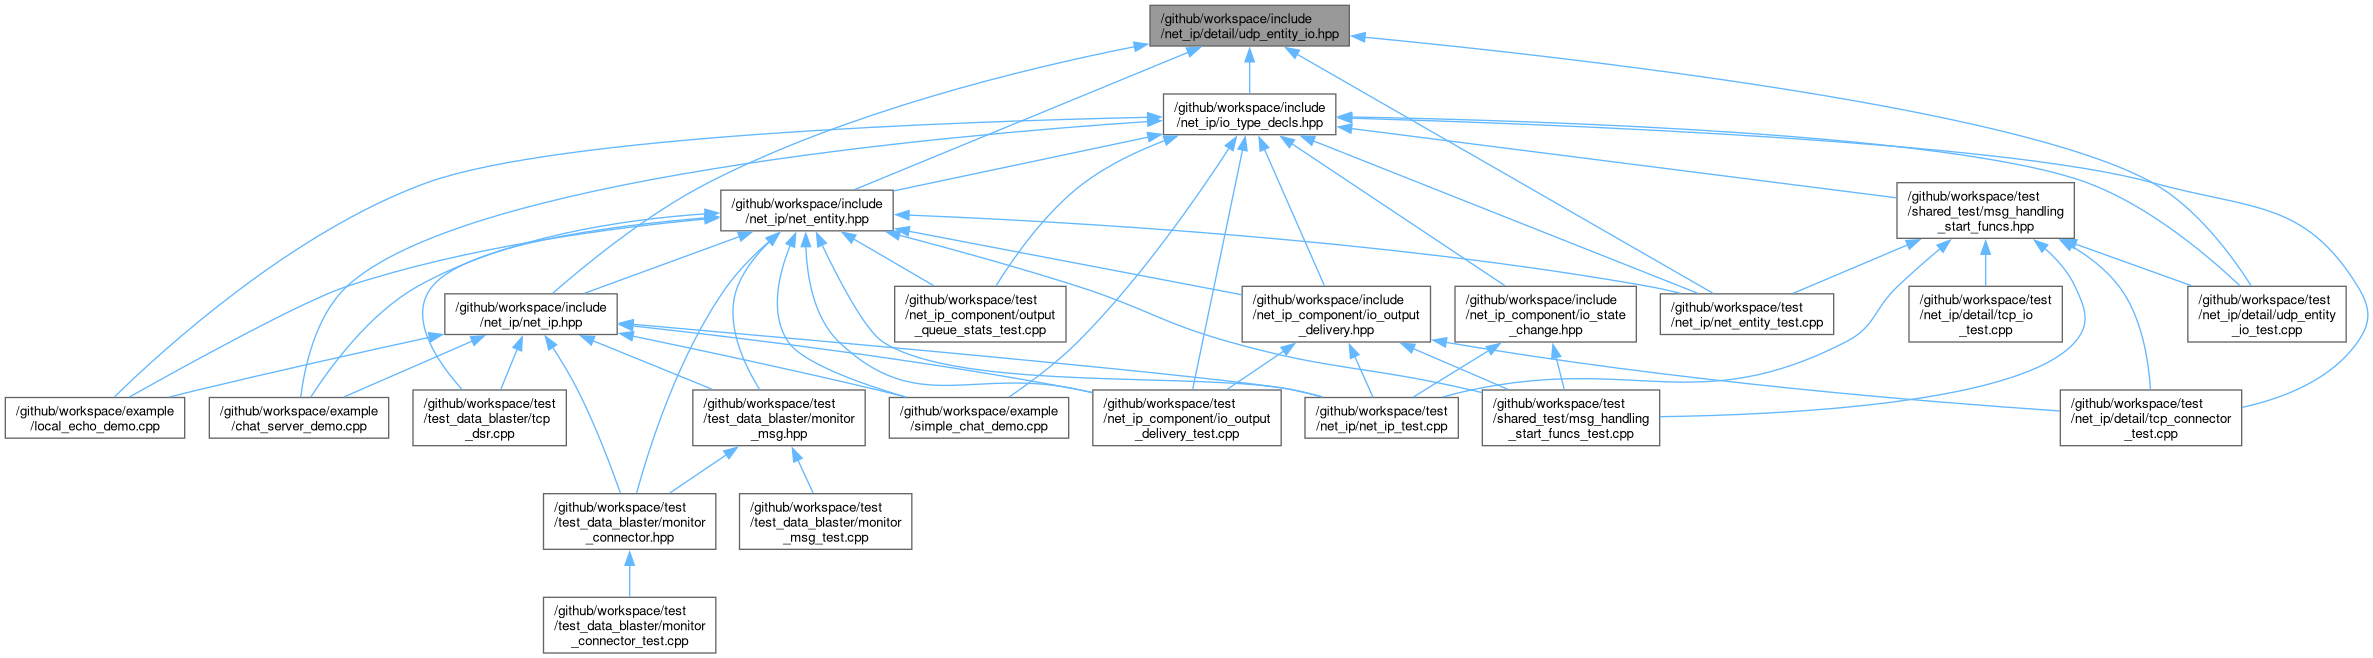 /github/workspace/include
/net_ip/detail/udp_entity_io.hpp
/github/workspace/include
/net_ip/io_type_decls.hpp
/github/workspace/include
/net_ip/net_entity.hpp
/github/workspace/test
/shared_test/msg_handling
_start_funcs.hpp
/github/workspace/include
/net_ip/net_ip.hpp
/github/workspace/test
/net_ip_component/output
_queue_stats_test.cpp
/github/workspace/include
/net_ip_component/io_output
_delivery.hpp
/github/workspace/include
/net_ip_component/io_state
_change.hpp
/github/workspace/test
/net_ip/net_entity_test.cpp
/github/workspace/test
/net_ip/detail/tcp_io
_test.cpp
/github/workspace/test
/net_ip/detail/udp_entity
_io_test.cpp
/github/workspace/example
/local_echo_demo.cpp
/github/workspace/example
/chat_server_demo.cpp
/github/workspace/test
/test_data_blaster/tcp
_dsr.cpp
/github/workspace/test
/test_data_blaster/monitor
_msg.hpp
/github/workspace/example
/simple_chat_demo.cpp
/github/workspace/test
/net_ip_component/io_output
_delivery_test.cpp
/github/workspace/test
/net_ip/net_ip_test.cpp
/github/workspace/test
/shared_test/msg_handling
_start_funcs_test.cpp
/github/workspace/test
/net_ip/detail/tcp_connector
_test.cpp
/github/workspace/test
/test_data_blaster/monitor
_connector.hpp
/github/workspace/test
/test_data_blaster/monitor
_msg_test.cpp
/github/workspace/test
/test_data_blaster/monitor
_connector_test.cpp